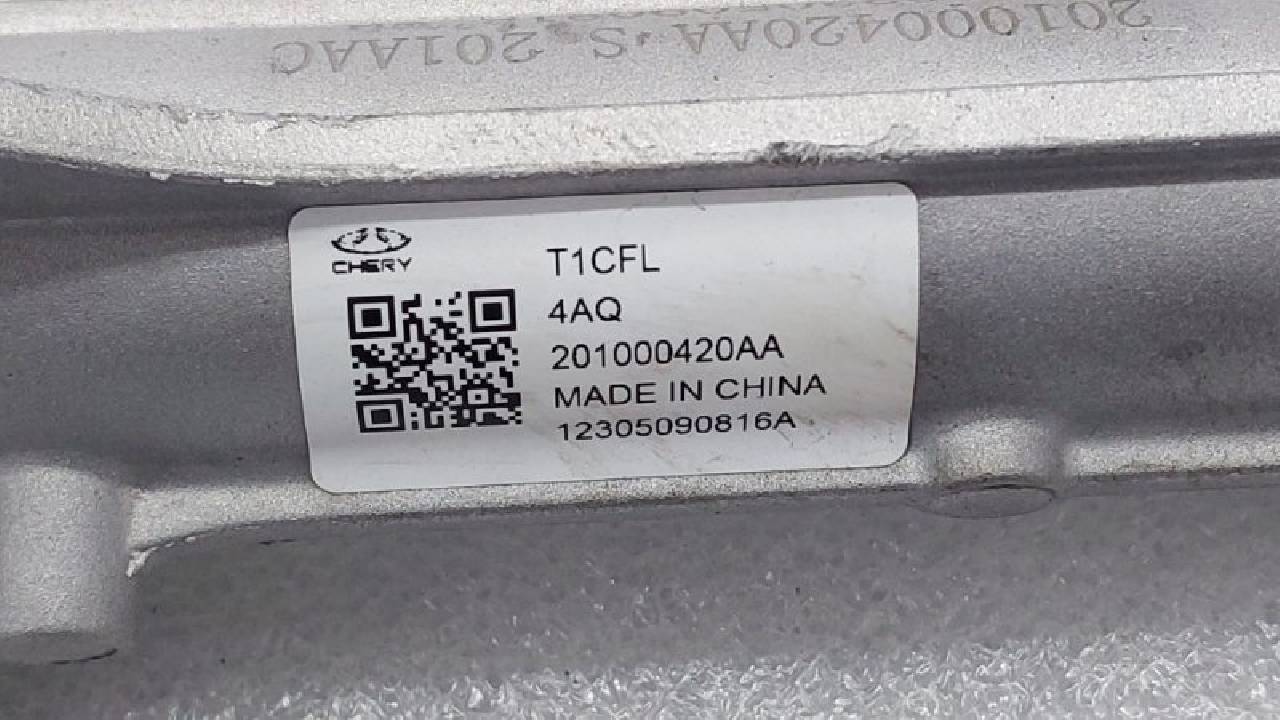 201000420AA S 201AAC
CHERY
T1CFL
4AQ
201000420AA
MADE IN CHINA
12305090816A